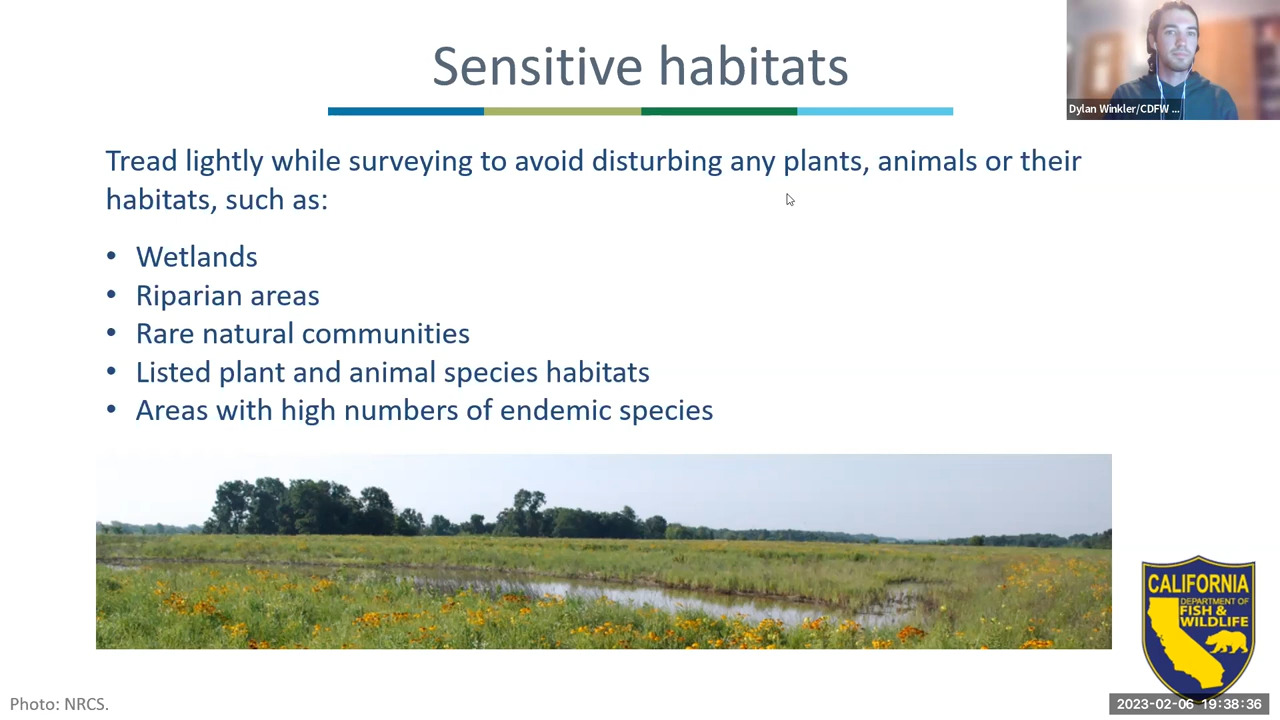 Sensitive habitats
Dylan Winkler/CDFW ...
Tread lightly while surveying to avoid disturbing any plants, animals or their
habitats, such as:
• Wetlands
• Riparian areas
• Rare natural communities
• Listed plant and animal species habitats
• Areas with high numbers of endemic species
CALIFORNIA
DEPARTMENT OF
FISH &
WILDLIFE
Photo: NRCS.
2023-02-06 19:38:36